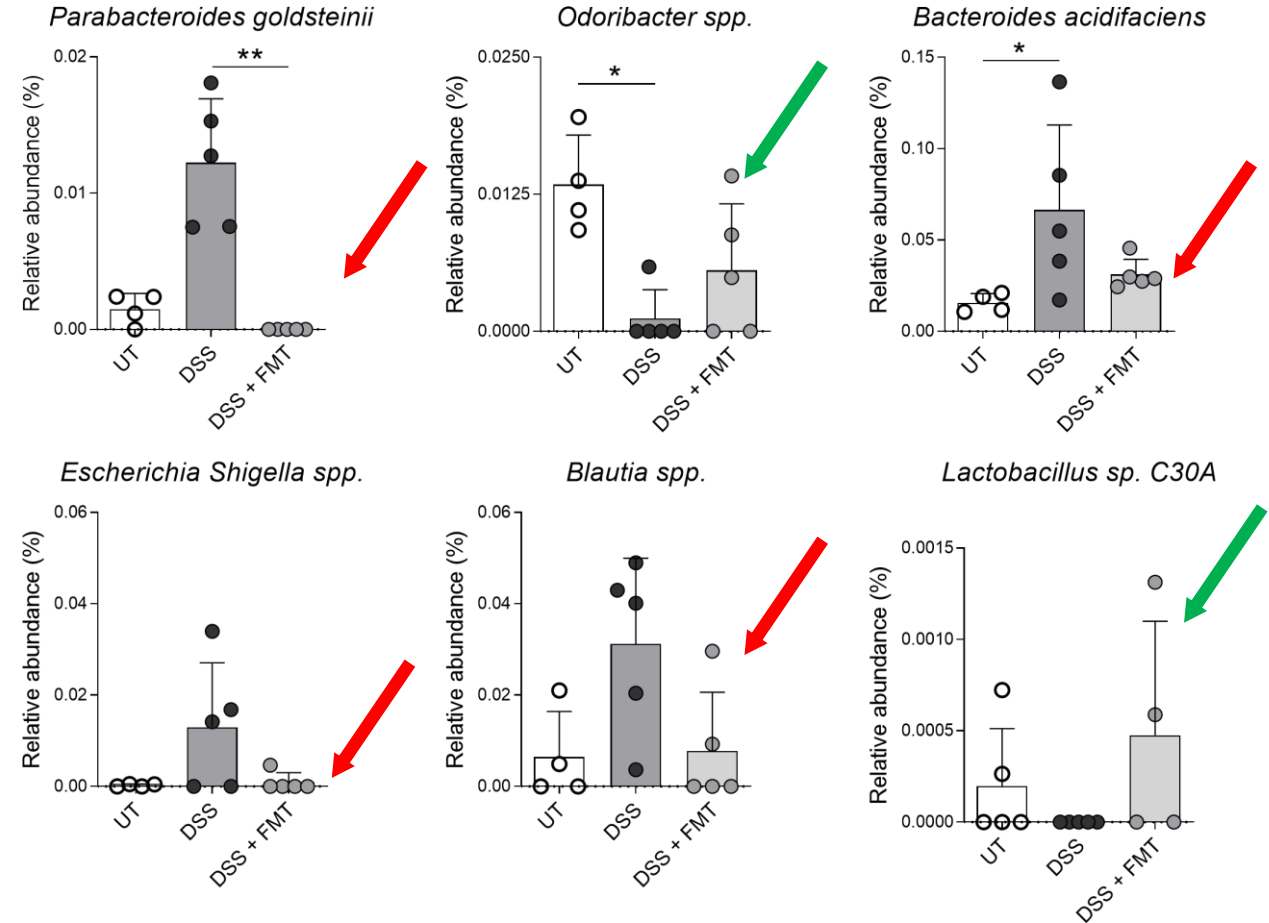 Parabacteroides goldsteinii
Relative abundance (%)
0.02
0.01
0.00
**
UT
DSS
DSS + FMT
Odoribacter spp.
Relative abundance (%)
0.0250
0.0125
0.0000
*
UT
DSS
DSS + FMT
Bacteroides acidifaciens
Relative abundance (%)
0.15
0.10
0.05
0.00
*
UT
DSS
DSS + FMT
Escherichia Shigella spp.
Relative abundance (%)
0.06
0.04
0.02
0.00
UT
DSS
DSS + FMT
Blautia spp.
Relative abundance (%)
0.06
0.04
0.02
0.00
UT
DSS
DSS + FMT
Lactobacillus sp. C30A
Relative abundance (%)
0.0015
0.0010
0.0005
0.0000
UT
DSS
DSS + FMT